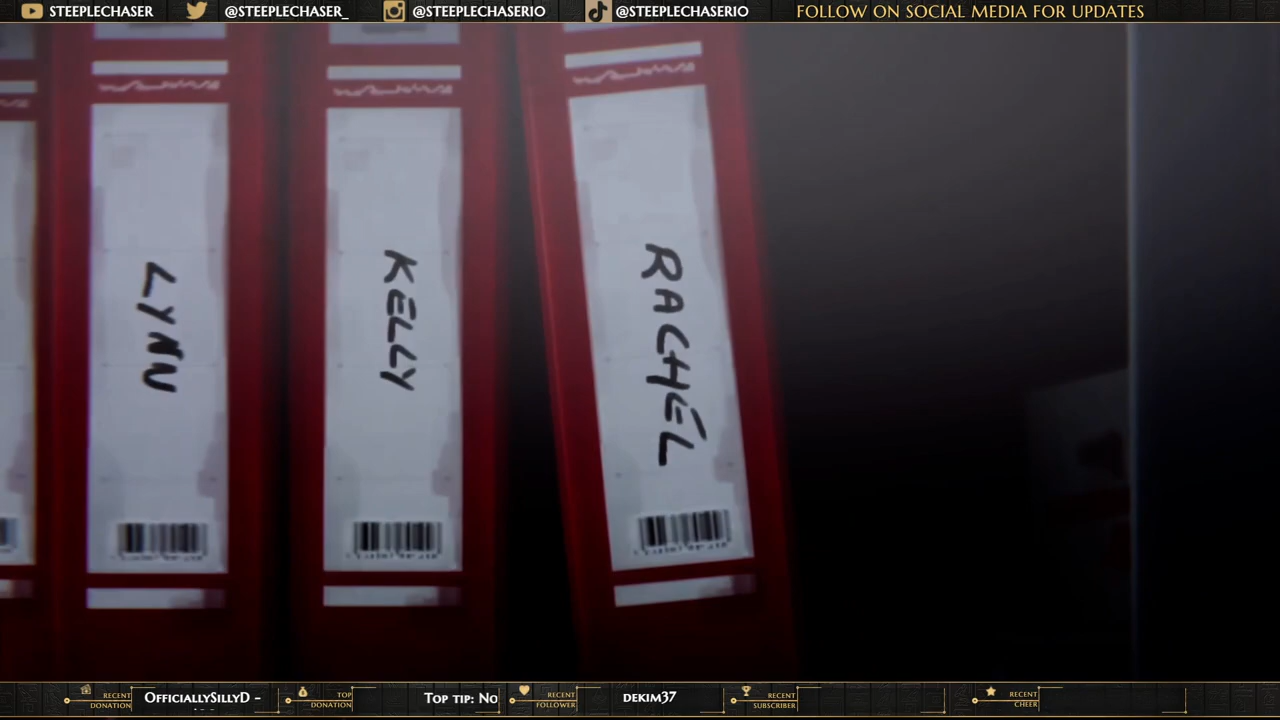 STEEPLECHASER
@STEEPLECHASER_
@STEEPLECHASERIO
@STEEPLECHASERIO
FOLLOW ON SOCIAL MEDIA FOR UPDATES
LYNN
KELLY
RACHEL
RECENT DONATION
OFFICIALLYSILLYD -
TOP DONATION
TOP TIP: NO
RECENT FOLLOWER
DEKIM37
RECENT SUBSCRIBER
RECENT CHEER